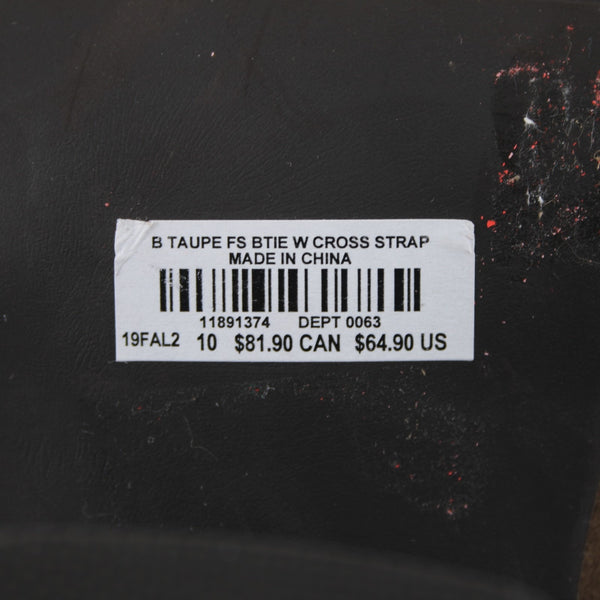 B TAUPE FS BTIE W CROSS STRAP
MADE IN CHINA
11891374 DEPT 0063
19FAL2 10 $81.90 CAN $64.90 US